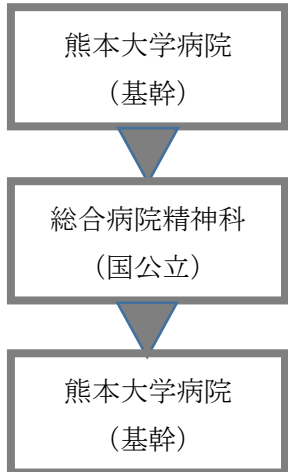 熊本大学病院
（基幹）
総合病院精神科
（国公立）
熊本大学病院
（基幹）